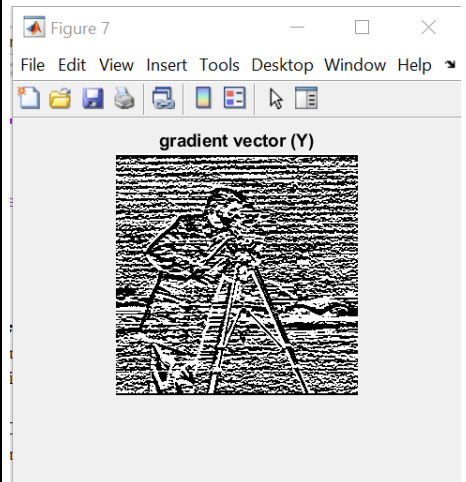 Figure 7
File Edit View Insert Tools Desktop Window Help
gradient vector (Y)